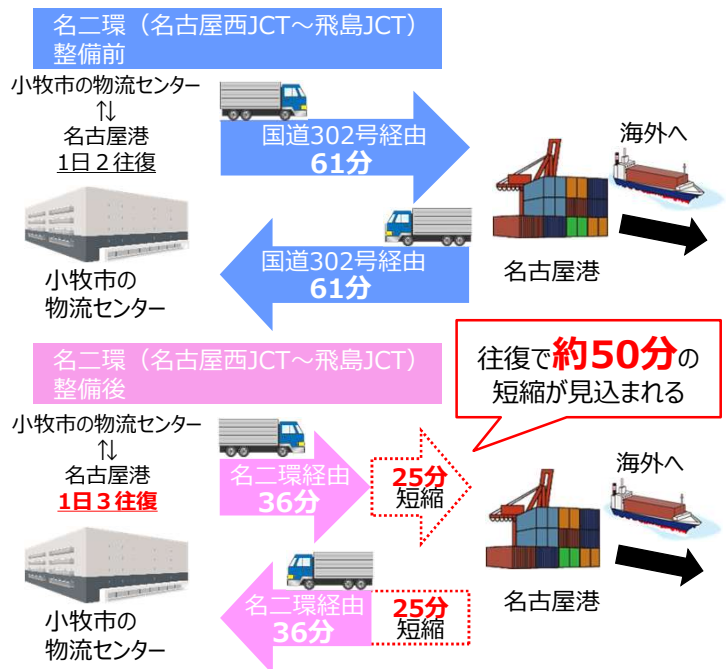 名二環（名古屋西JCT～飛島JCT）
整備前
小牧市の物流センター
⇅
名古屋港
1日２往復
国道302号経由
61分
海外へ
国道302号経由
61分
小牧市の
物流センター
名古屋港
名二環（名古屋西JCT～飛島JCT）
整備後
往復で約50分の
短縮が見込まれる
小牧市の物流センター
⇅
名古屋港
1日３往復
名二環経由
36分
25分
短縮
海外へ
名二環経由
36分
25分
短縮
小牧市の
物流センター
名古屋港